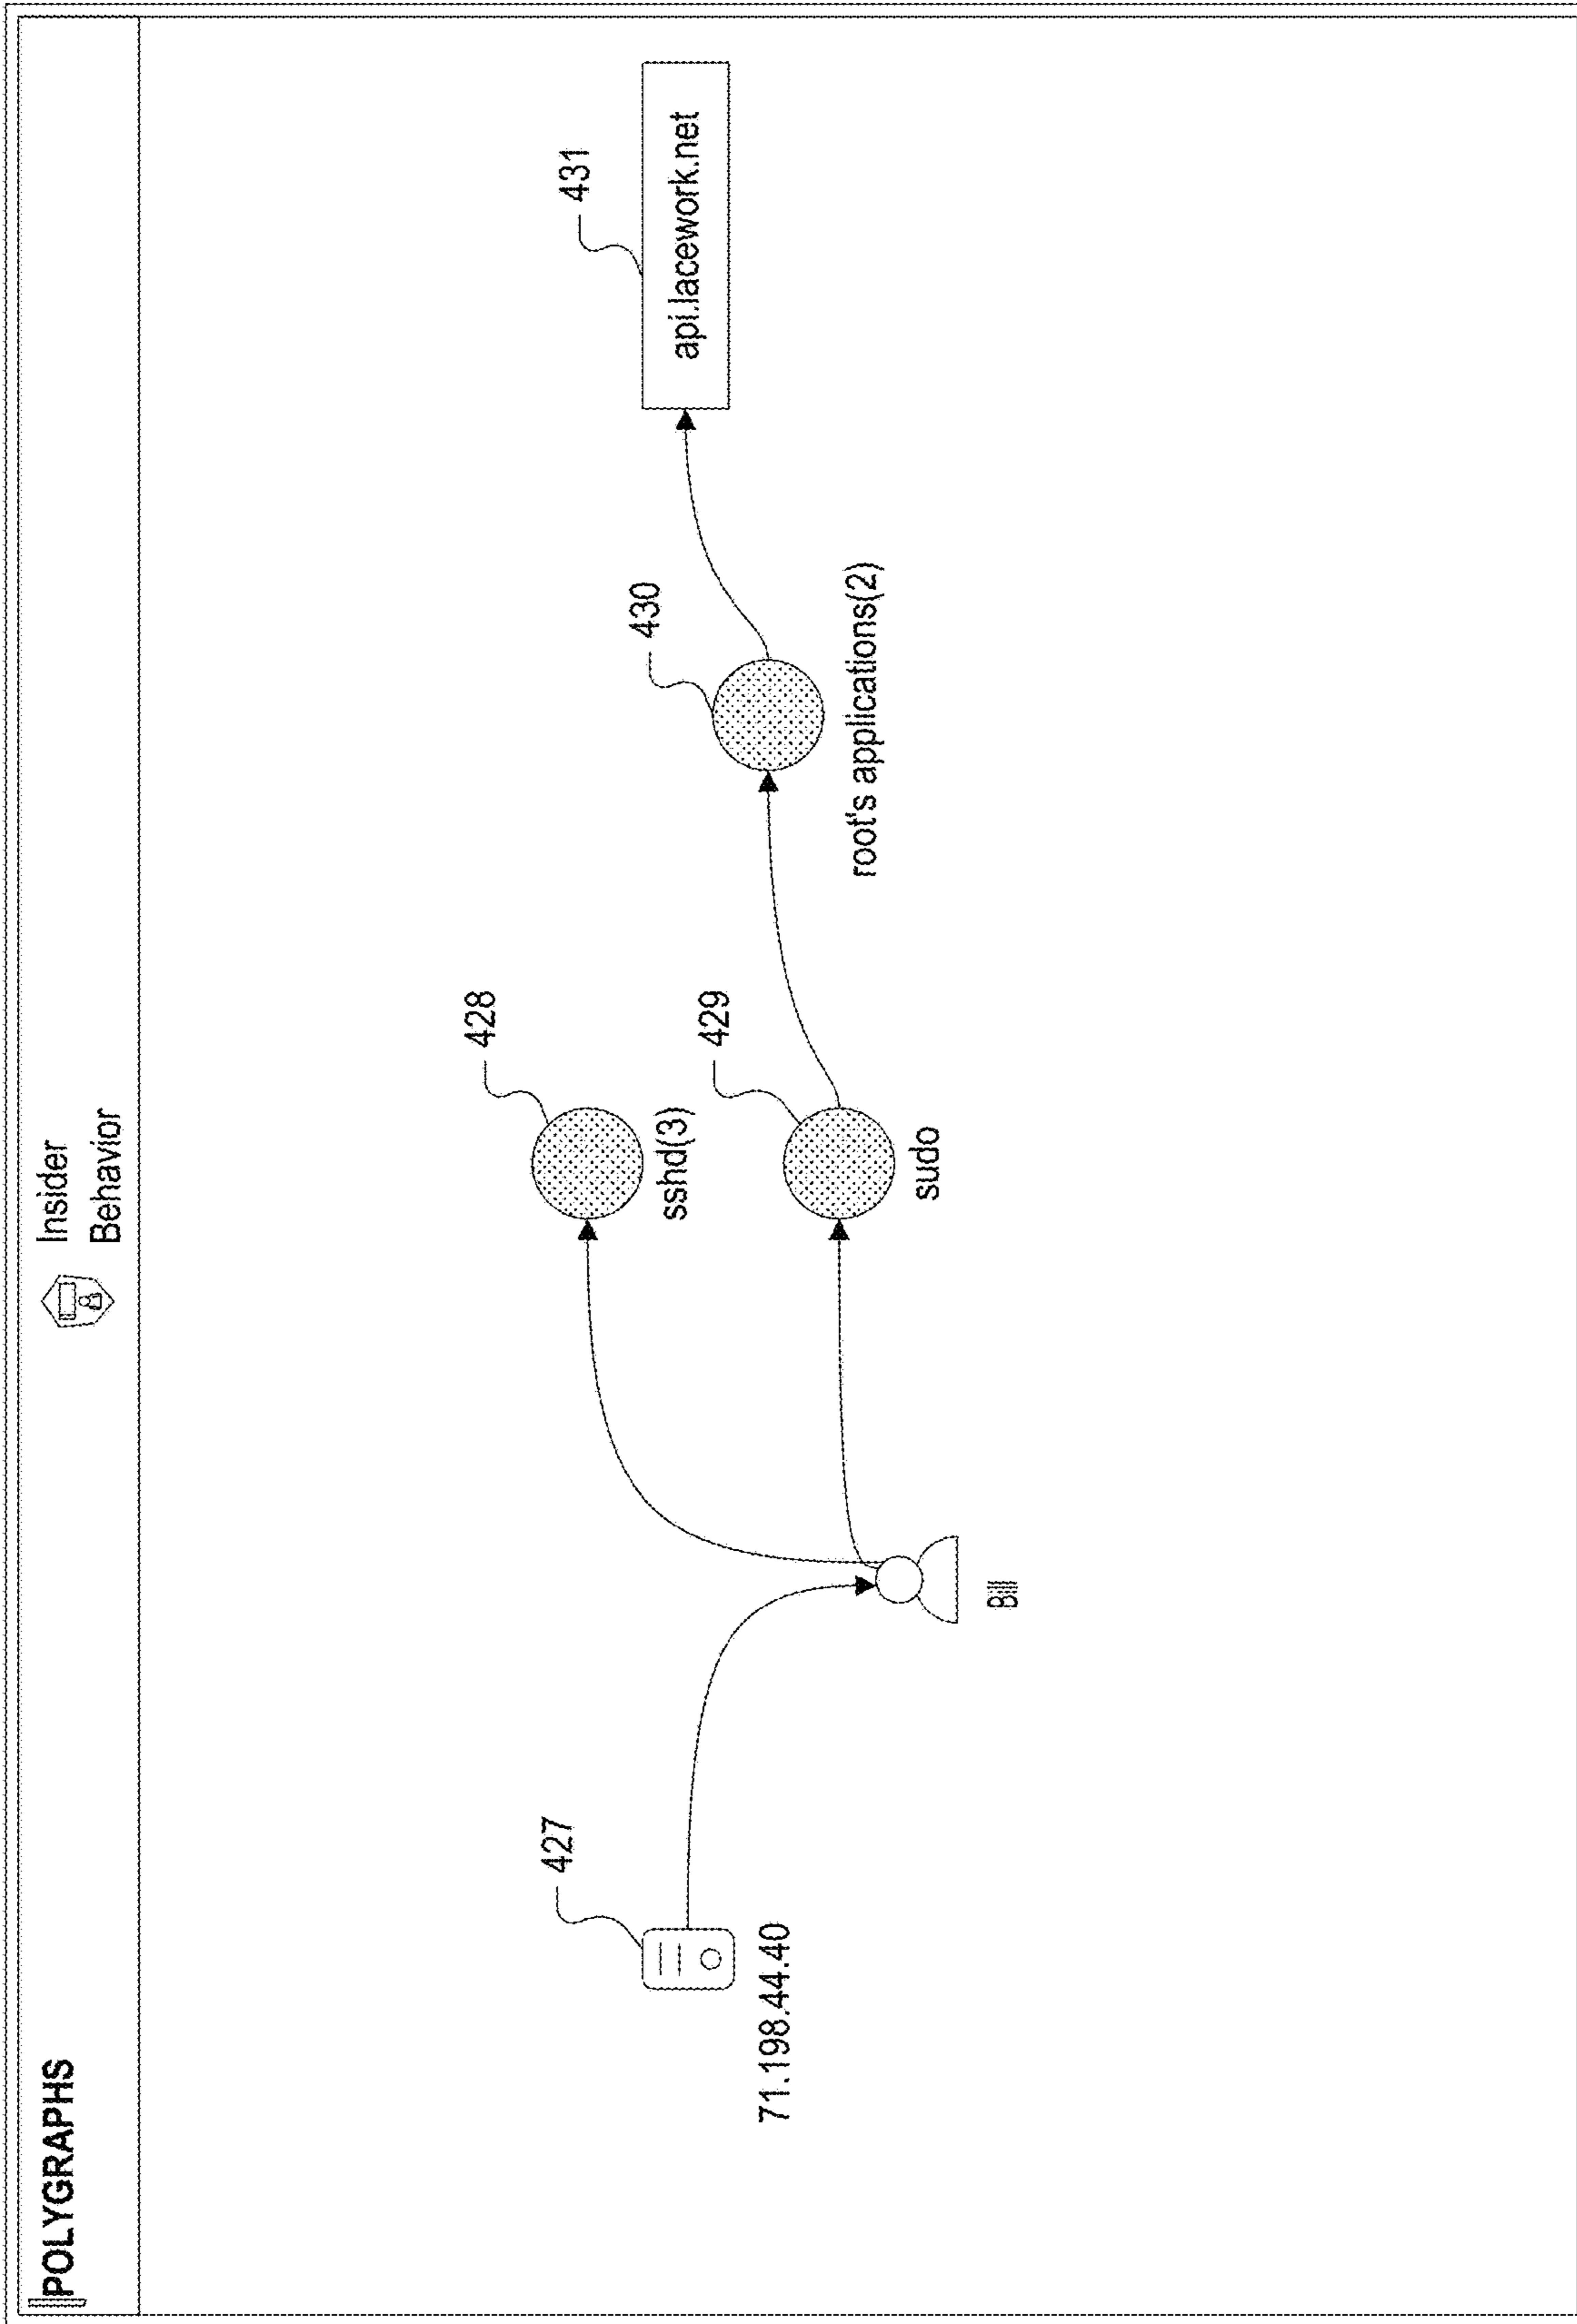 POLYGRAPHS
Insider
Behavior
427
71.198.44.40
Bill
428
sshd(3)
429
sudo
430
root's applications(2)
431
api.lacework.net